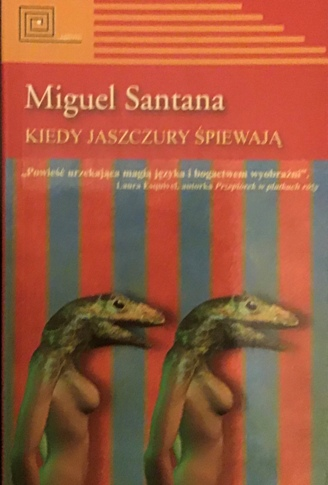 Miguel Santana
KIEDY JASZCZURY ŚPIEWAJĄ
„Powieść urzekająca magią języka i bogactwem wyobraźni".
Laura Esquivel, autorka Przepiórek w płatkach róży